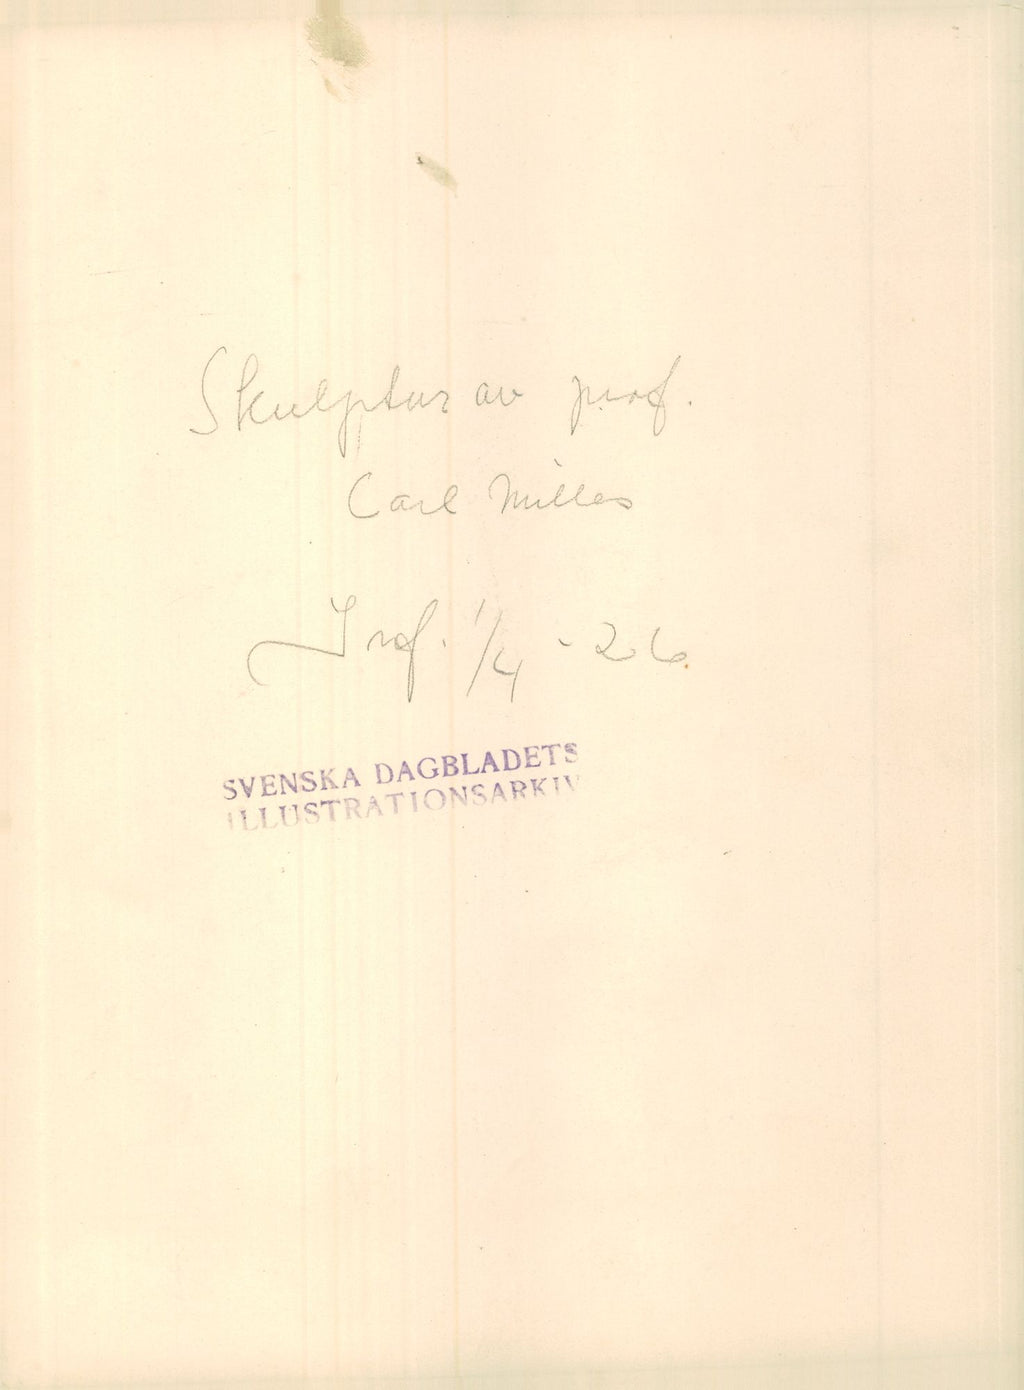 Skulptur av prof.
Carl Milles
Inf. 1/4 - 26
SVENSKA DAGBLADETS
ILLUSTRATIONSARKIV